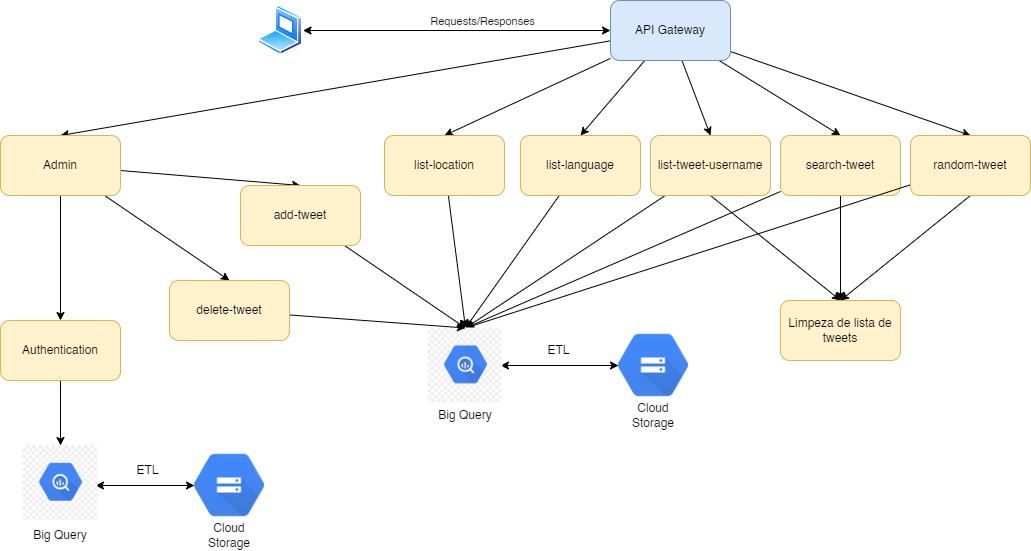 Requests/Responses
API Gateway
Admin
list-location
list-language
list-tweet-username
search-tweet
random-tweet
add-tweet
delete-tweet
Limpeza de lista de
tweets
Authentication
ETL
Big Query
Cloud
Storage
ETL
Big Query
Cloud
Storage